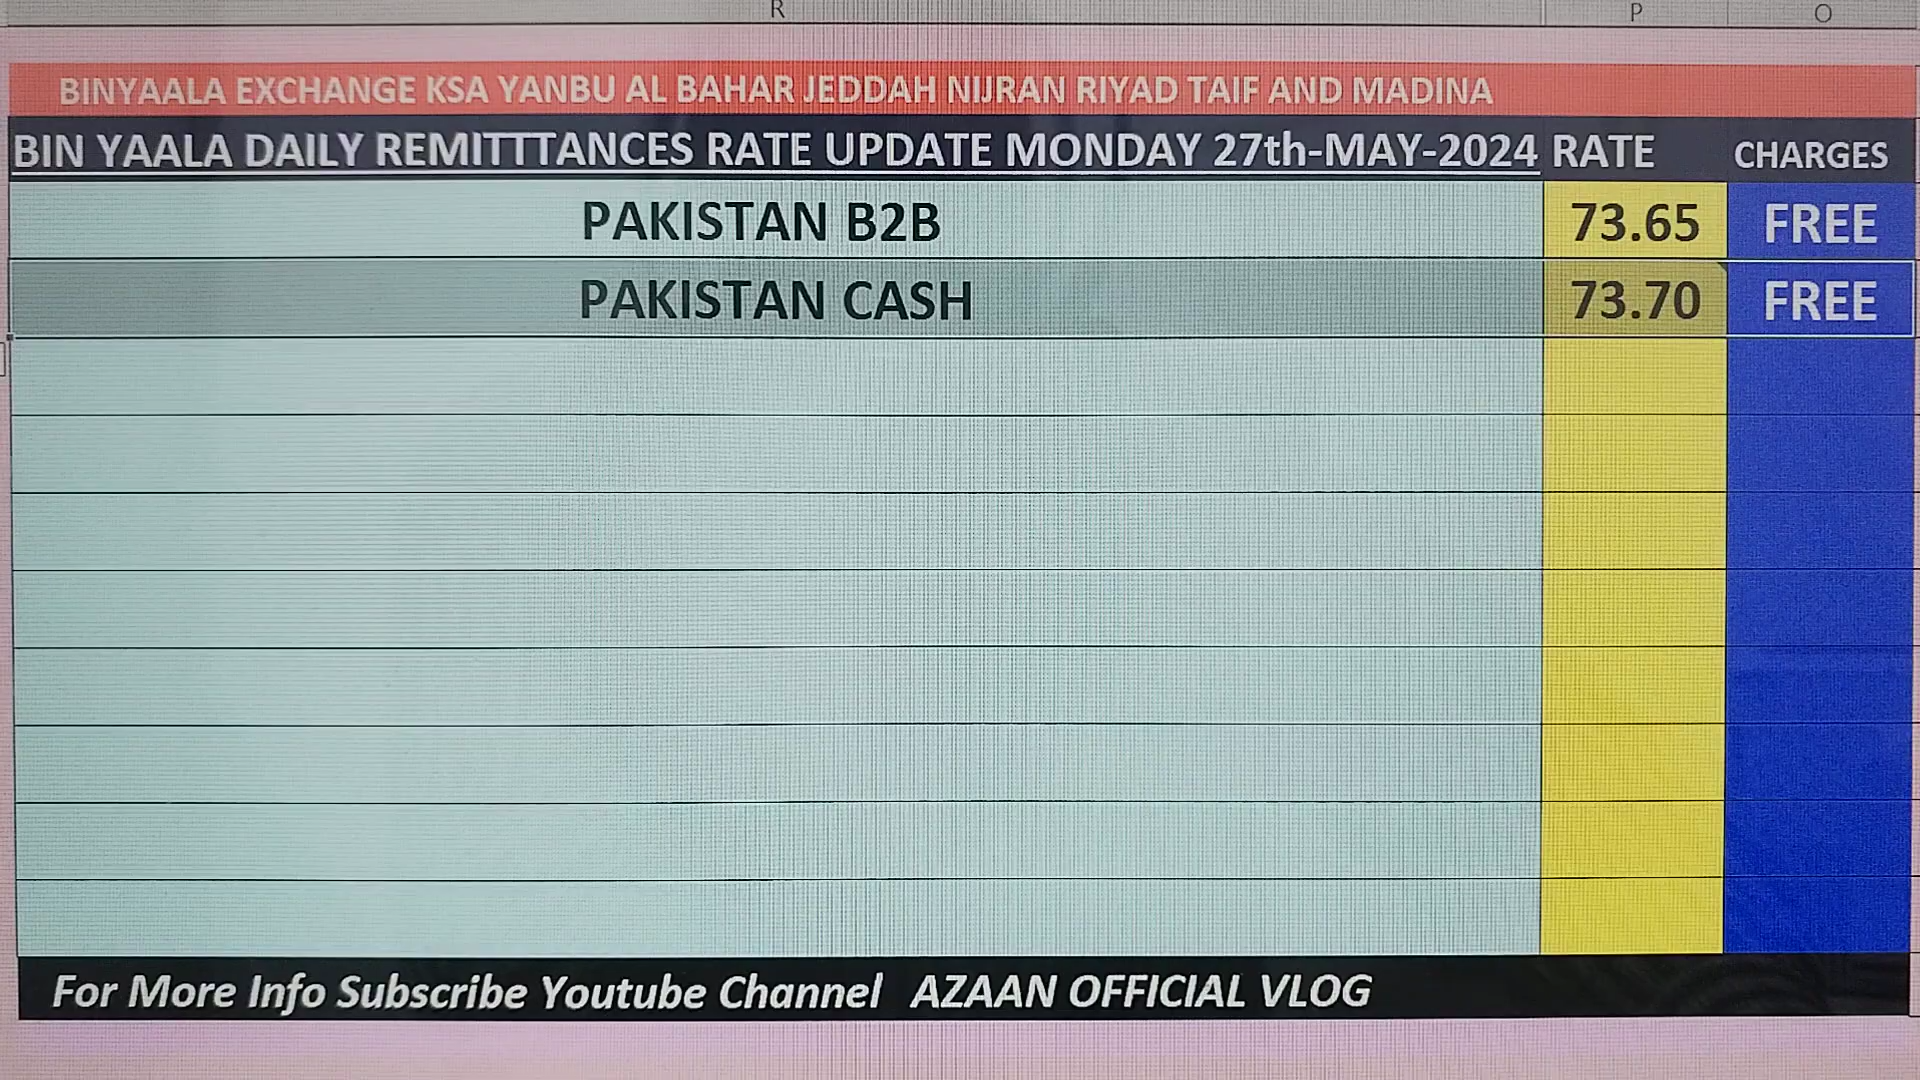 R P O
BINYAALA EXCHANGE KSA YANBU AL BAHAR JEDDAH NIJRAN RIYAD TAIF AND MADINA
BIN YAALA DAILY REMITTTANCES RATE UPDATE MONDAY 27th-MAY-2024 RATE CHARGES
PAKISTAN B2B 73.65 FREE
PAKISTAN CASH 73.70 FREE
For More Info Subscribe Youtube Channel AZAAN OFFICIAL VLOG